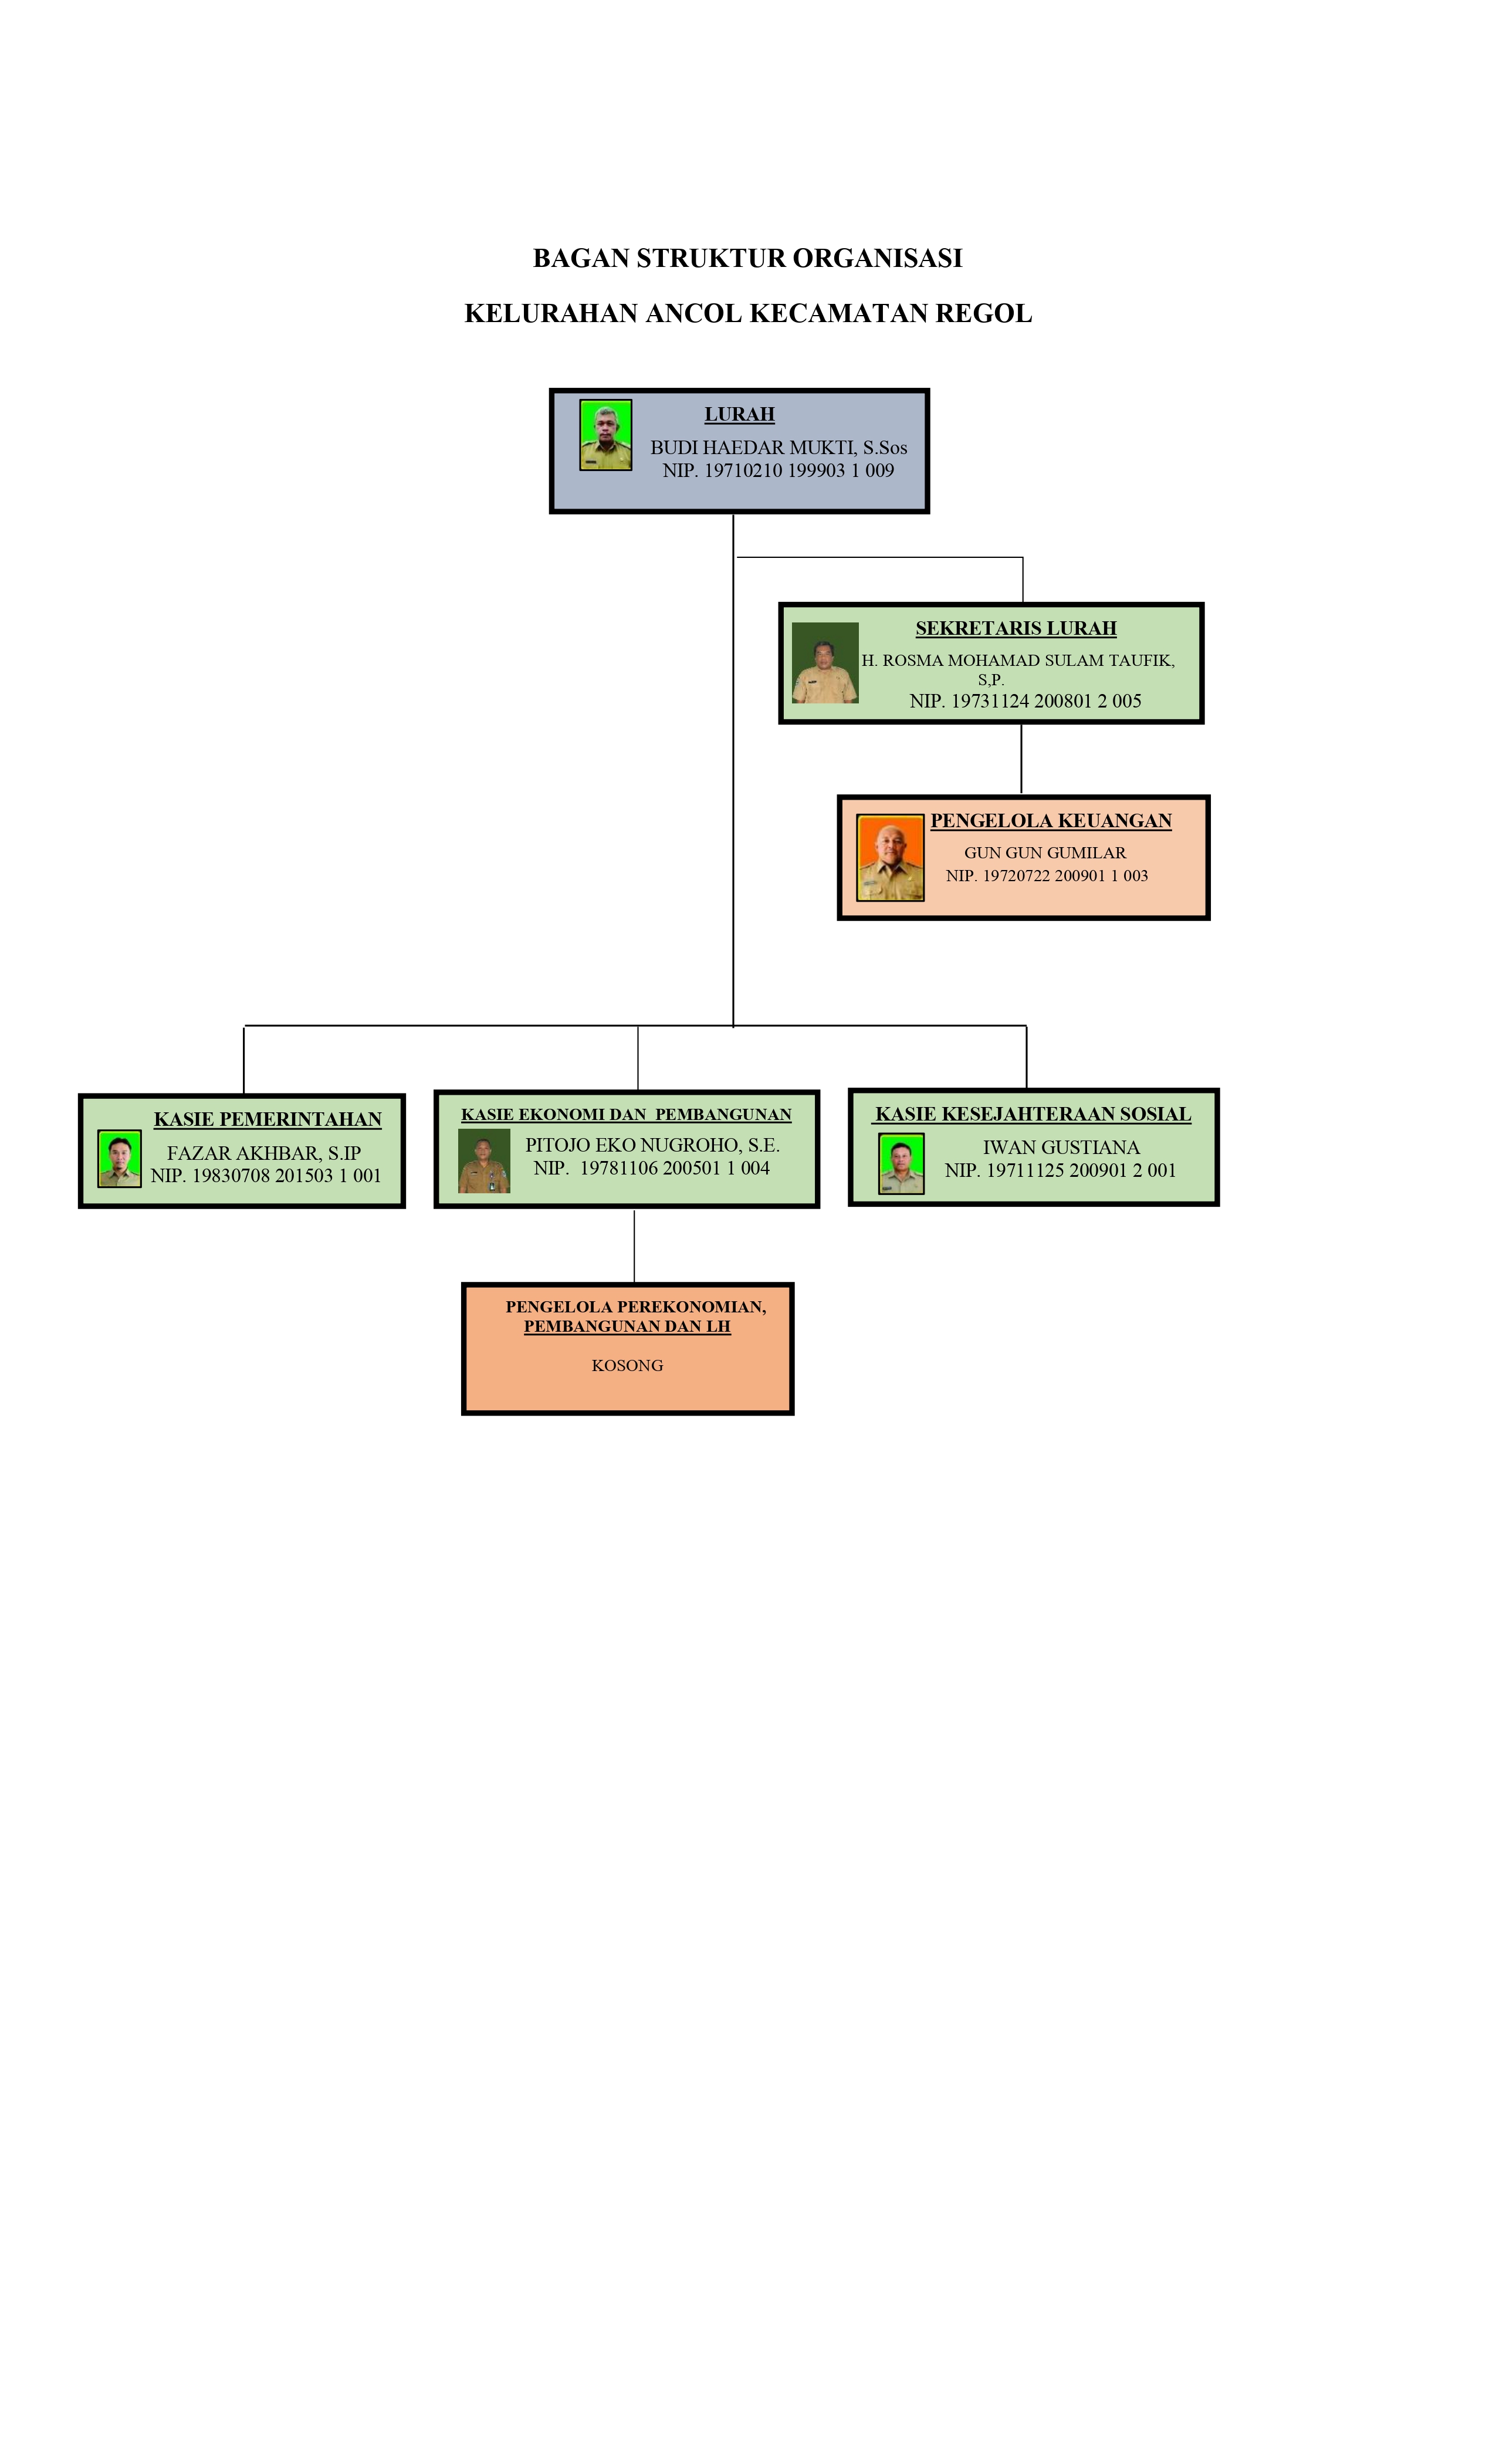 BAGAN STRUKTUR ORGANISASI
KELURAHAN ANCOL KECAMATAN REGOL
LURAH
BUDI HAEDAR MUKTI, S.Sos
NIP. 19710210 199903 1 009
SEKRETARIS LURAH
H. ROSMA MOHAMAD SULAM TAUFIK,
S,P.
NIP. 19731124 200801 2 005
PENGELOLA KEUANGAN
GUN GUN GUMILAR
NIP. 19720722 200901 1 003
KASIE PEMERINTAHAN
FAZAR AKHBAR, S.IP
NIP. 19830708 201503 1 001
KASIE EKONOMI DAN  PEMBANGUNAN
PITOJO EKO NUGROHO, S.E.
NIP.  19781106 200501 1 004
KASIE KESEJAHTERAAN SOSIAL
IWAN GUSTIANA
NIP. 19711125 200901 2 001
PENGELOLA PEREKONOMIAN,
PEMBANGUNAN DAN LH
KOSONG